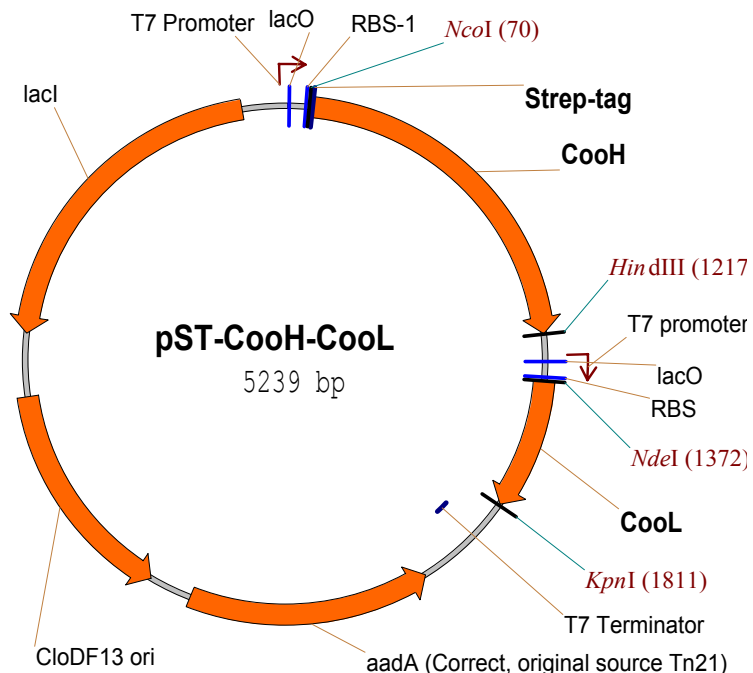 T7 Promoter
lacO
RBS-1
NcoI (70)
Strep-tag
CooH
lacI
HindIII (1217
T7 promoter
lacO
RBS
NdeI (1372)
CooL
KpnI (1811)
T7 Terminator
aadA (Correct, original source Tn21)
CloDF13 ori
pST-CooH-CooL
5239 bp